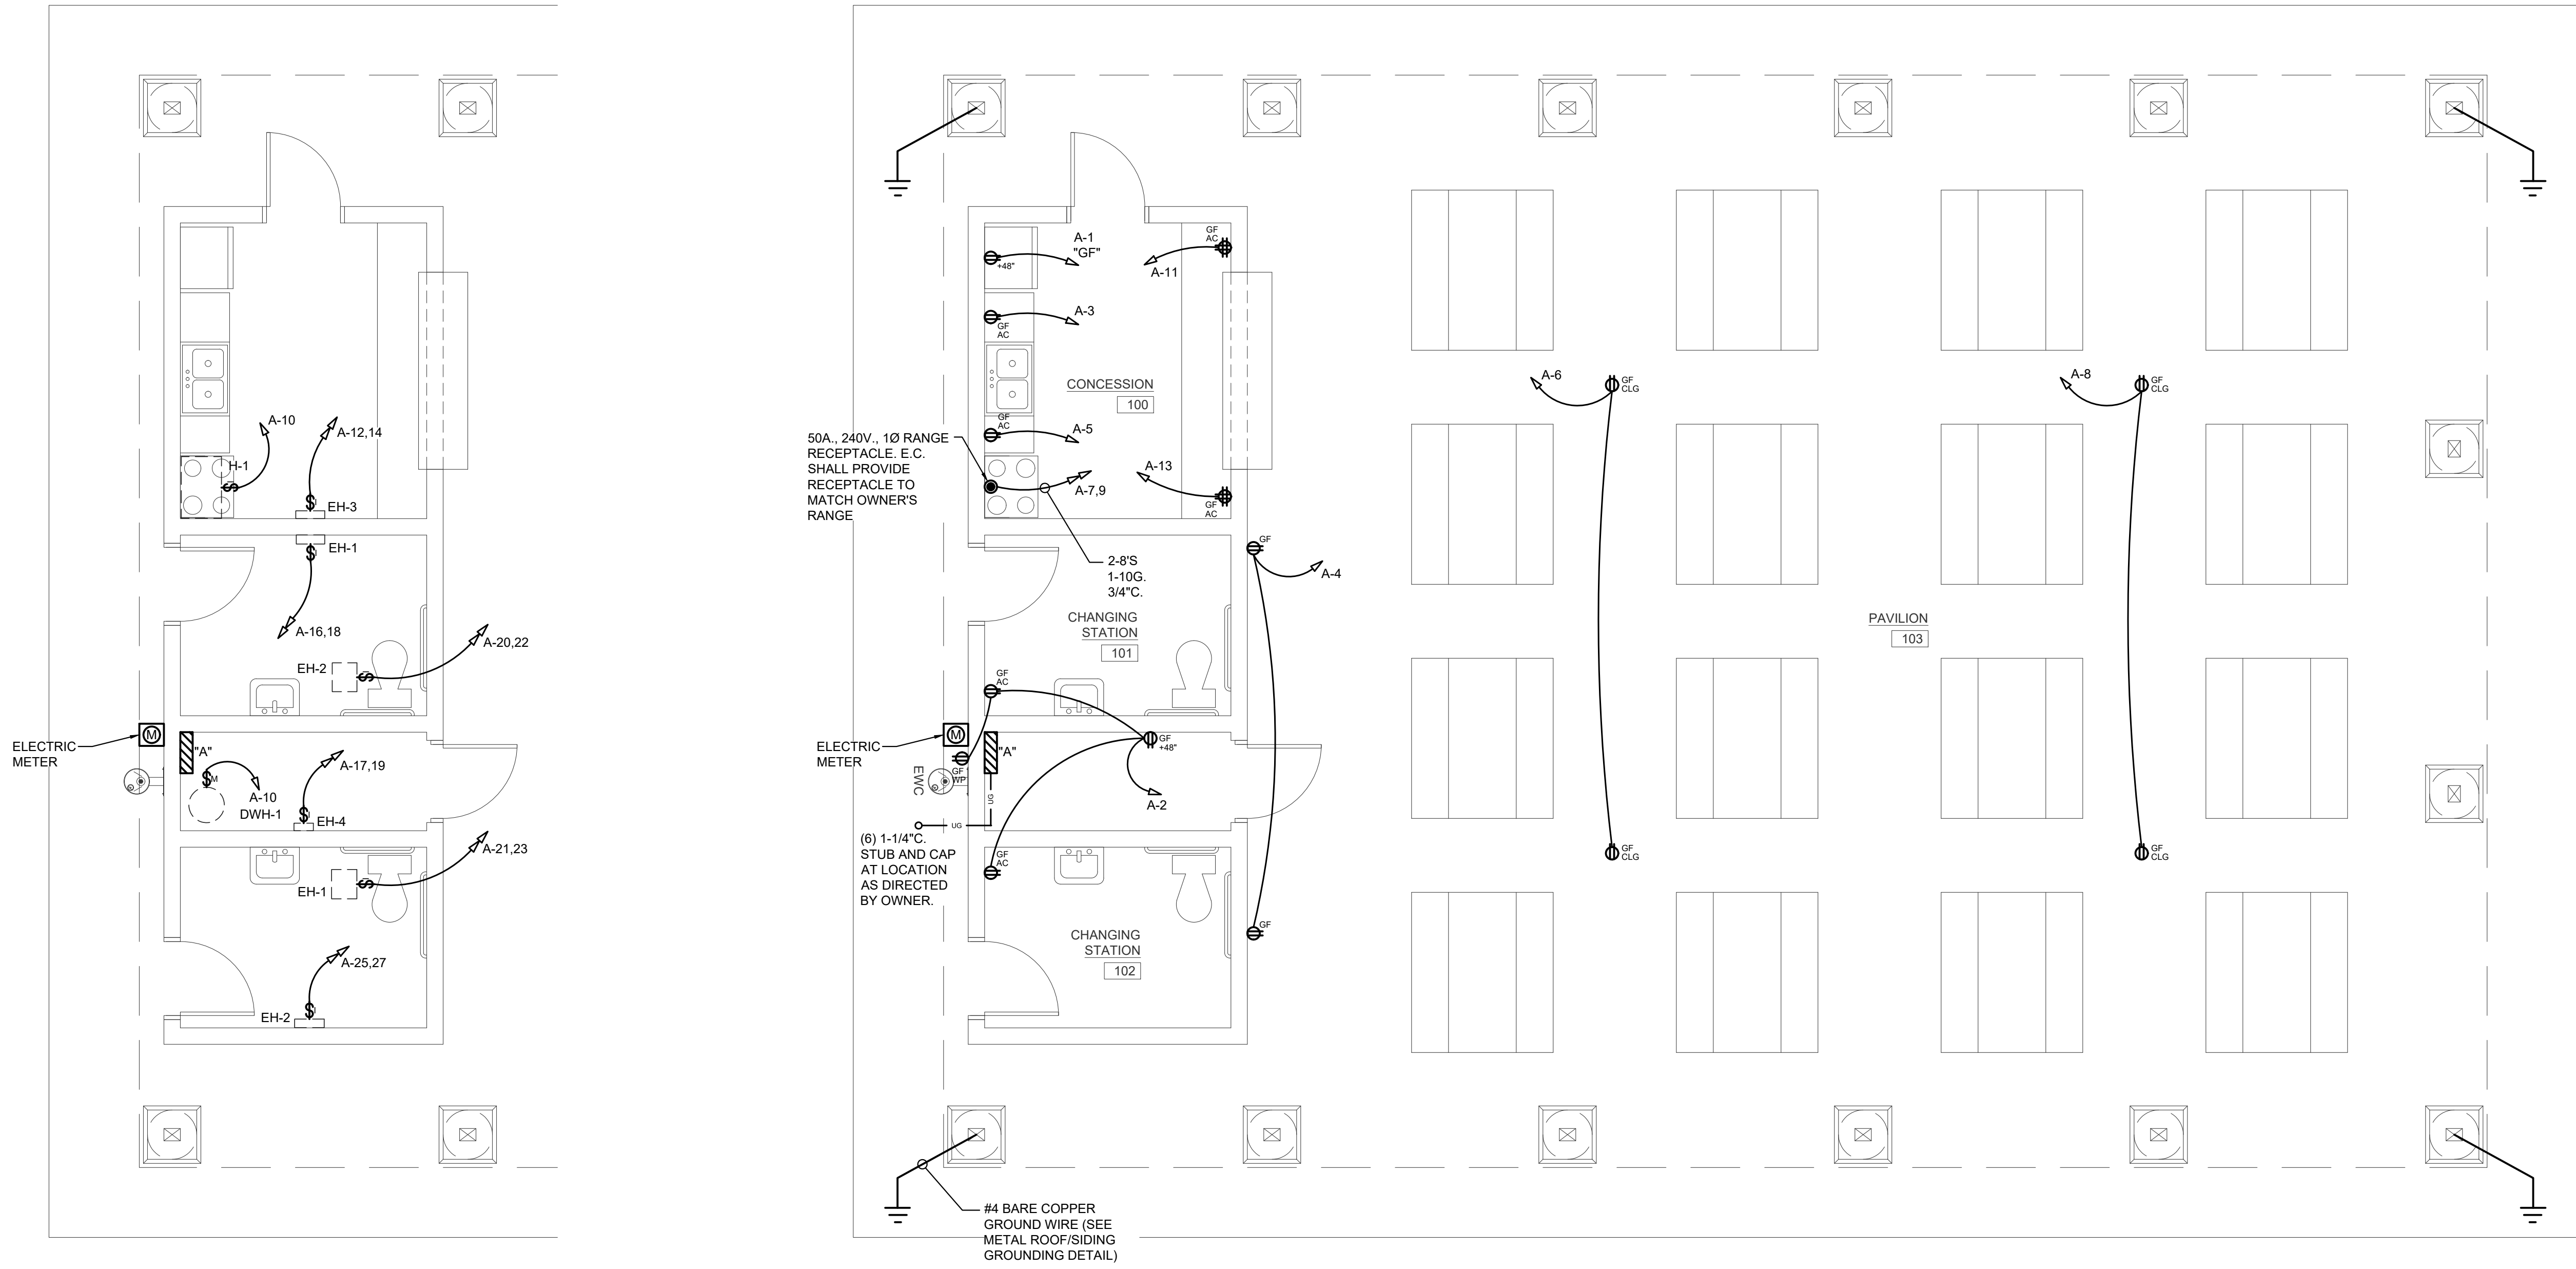 A-10
A-12,14
H-1
EH-3
EH-1
A-16,18
A-20,22
EH-2
M
ELECTRIC
METER
"A"
M
A-17,19
A-10
DWH-1
EH-4
A-21,23
EH-1
A-25,27
EH-2
A-1
"GF"
+48"
GF
AC
A-11
A-3
GF
AC
CONCESSION
100
GF
AC
A-5
50A., 240V., 1Ø RANGE
RECEPTACLE. E.C.
SHALL PROVIDE
RECEPTACLE TO
MATCH OWNER'S
RANGE
A-7,9
A-13
GF
AC
2-8'S
1-10G.
3/4"C.
GF
A-4
CHANGING
STATION
101
GF
AC
M
ELECTRIC
METER
"A"
GF
+48"
GF
WP
EWC
UG
UG
A-2
(6) 1-1/4"C.
STUB AND CAP
AT LOCATION
AS DIRECTED
BY OWNER.
GF
AC
GF
CHANGING
STATION
102
A-6
GF
CLG
A-8
GF
CLG
PAVILION
103
GF
CLG
GF
CLG
#4 BARE COPPER
GROUND WIRE (SEE
METAL ROOF/SIDING
GROUNDING DETAIL)